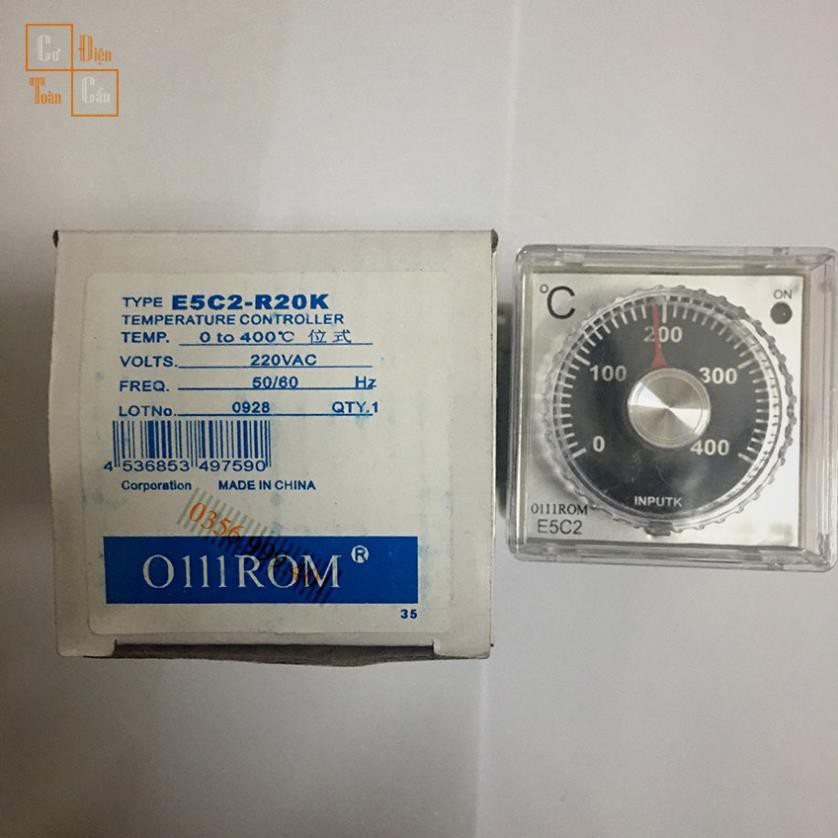 Cơ Điện
Toàn Cầu
TYPE E5C2-R20K
TEMPERATURE CONTROLLER
TEMP. 0 to 400℃ 位式
VOLTS. 220VAC
FREQ. 50/60 Hz
LOTNo. 0928 QTY.1
4 536853 497590
Corporation MADE IN CHINA
O111ROM ®
35
°C
ON
0
100
200
300
400
INPUTK
O111ROM
E5C2